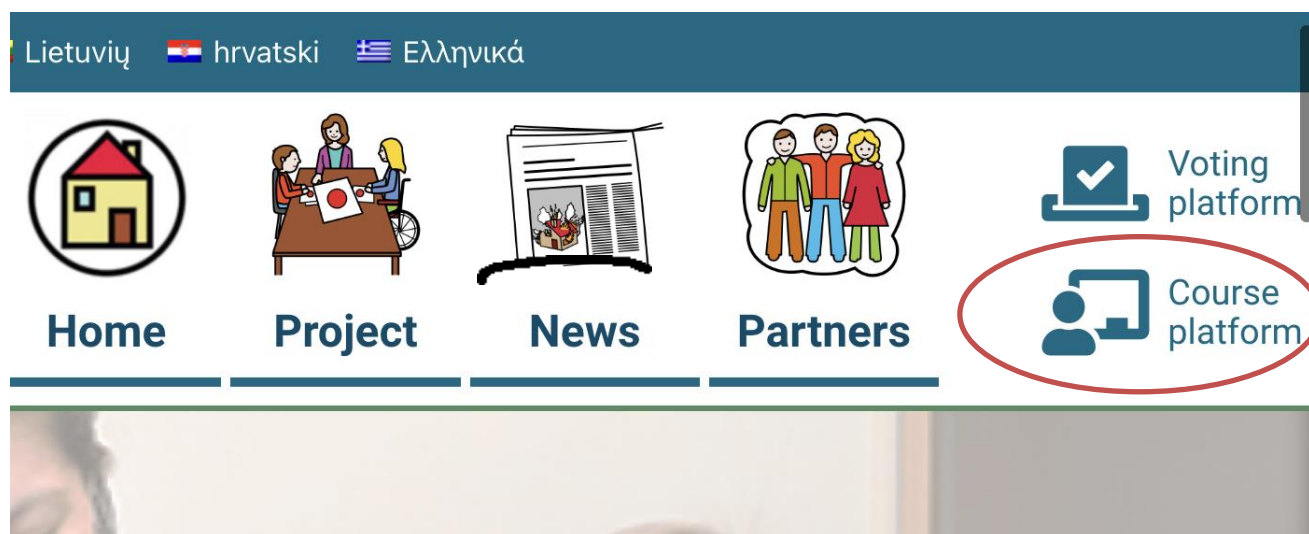 Lietuvių hrvatski Ελληνικά
Voting
platform
Course
platform
Home Project News Partners